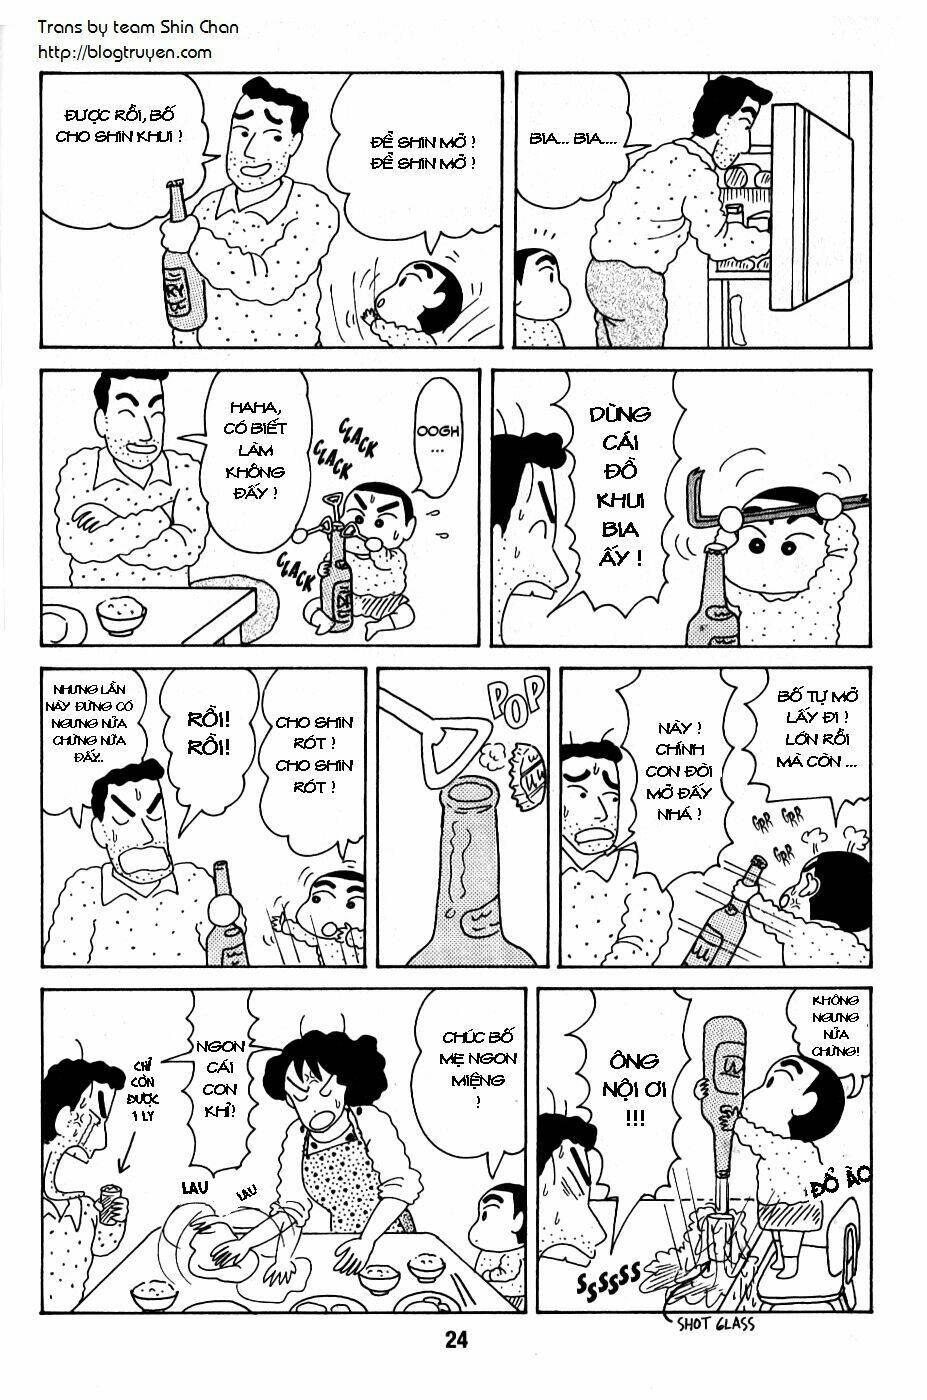 Trans by team Shin Chan
http://blogtruyen.com
BIA... BIA....
ĐỂ SHIN MỞ !
ĐỂ SHIN MỞ !
ĐƯỢC RỒI, BỐ
CHO SHIN KHUI !
DÙNG
CÁI
ĐỒ
KHUI
BIA
ẤY !
OOGH
...
CLACK
CLACK
CLACK
HAHA,
CÓ BIẾT
LÀM
KHÔNG
ĐẤY !
BỐ TỰ MỞ
LẤY ĐI !
LỚN RỒI
MÀ CÒN ...
GRR
GRR
GRR
NÀY !
CHÍNH
CON ĐÒI
MỞ ĐẤY
NHÁ !
POP
CHO SHIN
RÓT !
CHO SHIN
RÓT !
RỒI!
RỒI!
NHƯNG LẦN
NÀY ĐỪNG CÓ
NGƯNG NỬA
CHỪNG NỮA
ĐẤY..
KHÔNG
NGƯNG
NỬA
CHỪNG!
ÔNG
NỘI ƠI
!!!
ĐỔ ÀO
SSSSSS
SHOT GLASS
CHÚC BỐ
MẸ NGON
MIỆNG
!
NGON
CÁI
CON
KHỈ!
LAU
LAU
CHỈ
CÒN
ĐƯỢC
1 LY
24